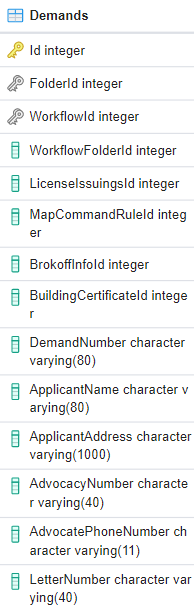 Demands
Id integer
FolderId integer
WorkflowId integer
WorkflowFolderId integer
LicenseIssuingsId integer
MapCommandRuleId integ
er
BrokoffInfoId integer
BuildingCertificateId intege
r
DemandNumber character
varying(80)
ApplicantName character v
arying(80)
ApplicantAddress character
varying(1000)
AdvocacyNumber characte
r varying(40)
AdvocatePhoneNumber ch
aracter varying(11)
LetterNumber character var
ying(40)